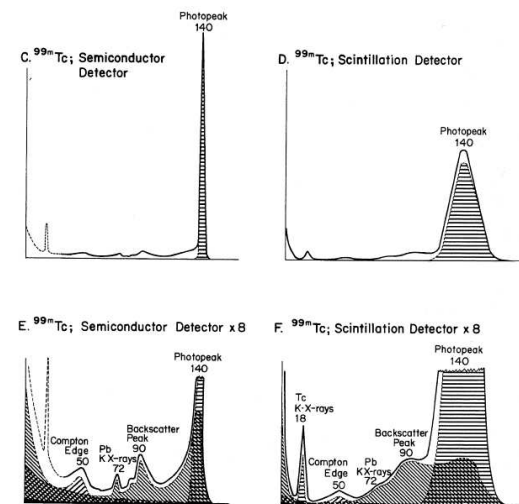 C. 99mTc; Semiconductor
Detector
Photopeak
140
D. 99mTc; Scintillation Detector
Photopeak
140
E. 99mTc; Semiconductor Detector x8
Photopeak
140
Compton
Edge
50
Pb
K X-rays
72
Backscatter
Peak
90
F. 99mTc; Scintillation Detector x8
Photopeak
140
Tc
K-X-rays
18
Compton
Edge
50
Pb
KX-rays
72
Backscatter
Peak
90